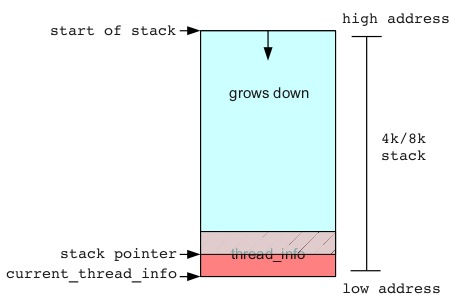 high address
start of stack
grows down
4k/8k
stack
thread_info
stack pointer
current_thread_info
low address